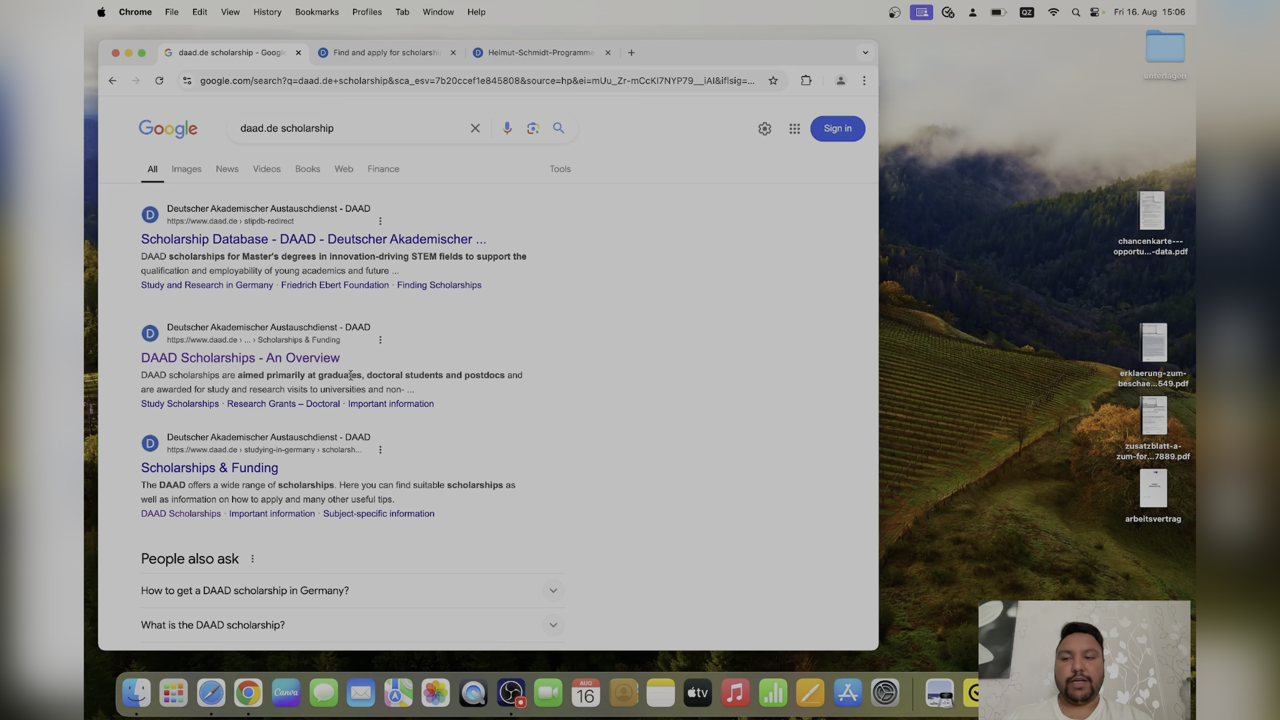 Chrome File Edit View History Bookmarks Profiles Tab Window Help QZ Fri 16. Aug 15:06
daad.de scholarship - Google Find and apply for scholarshi Helmut-Schmidt-Programme
google.com/search?q=daad.de+scholarship&sca_esv=7b20ccef1e845808&source=hp&ei=mUu_Zr-mCcKl7NYP79__iAI&iflsig=...
unterlagen
Google daad.de scholarship Sign in
All Images News Videos Books Web Finance Tools
Deutscher Akademischer Austauschdienst - DAAD
https://www.daad.de › stipdb-redirect
Scholarship Database - DAAD - Deutscher Akademischer ...
DAAD scholarships for Master's degrees in innovation-driving STEM fields to support the
qualification and employability of young academics and future ...
Study and Research in Germany · Friedrich Ebert Foundation · Finding Scholarships
Deutscher Akademischer Austauschdienst - DAAD
https://www.daad.de › ... › Scholarships & Funding
DAAD Scholarships - An Overview
DAAD scholarships are aimed primarily at graduates, doctoral students and postdocs and
are awarded for study and research visits to universities and non- ...
Study Scholarships · Research Grants – Doctoral · Important information
Deutscher Akademischer Austauschdienst - DAAD
https://www.daad.de › studying-in-germany › scholarsh...
Scholarships & Funding
The DAAD offers a wide range of scholarships. Here you can find suitable scholarships as
well as information on how to apply and many other useful tips.
DAAD Scholarships · Important information · Subject-specific information
People also ask
How to get a DAAD scholarship in Germany?
What is the DAAD scholarship?
chancenkarte---
opportu...-data.pdf
erklaerung-zum-
beschae...549.pdf
zusatzblatt-a-
zum-for...7889.pdf
arbeitsvertrag
Canva
AUG
16
tv